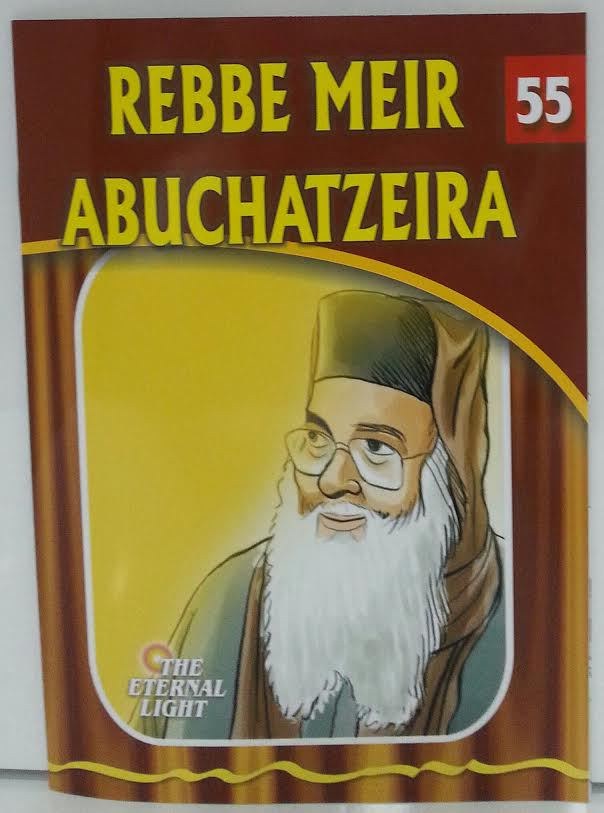 REBBE MEIR
55
ABUCHATZEIRA
THE
ETERNAL
LIGHT